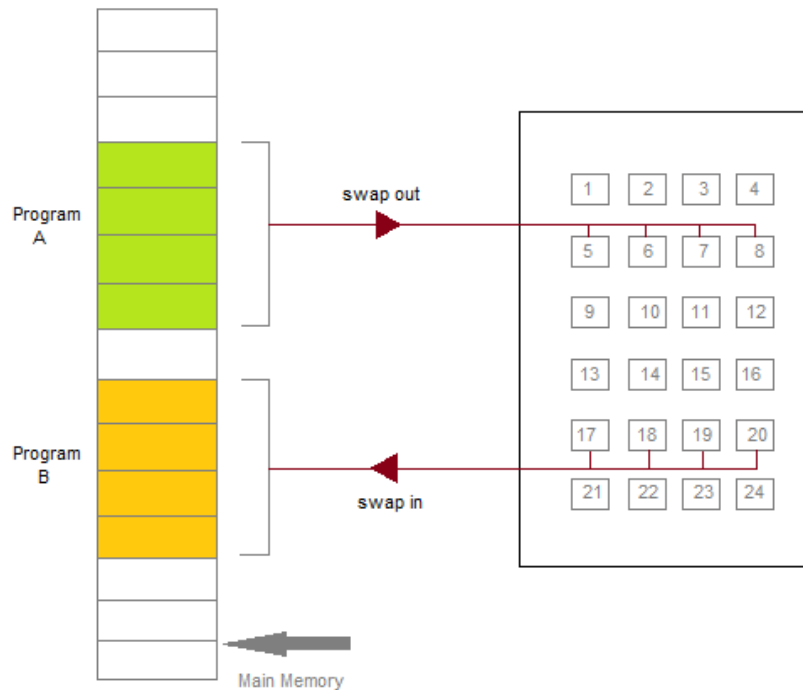 swap out
Program
A
1 2 3 4
5 6 7 8
9 10 11 12
13 14 15 16
Program
B
17 18 19 20
swap in
21 22 23 24
Main Memory